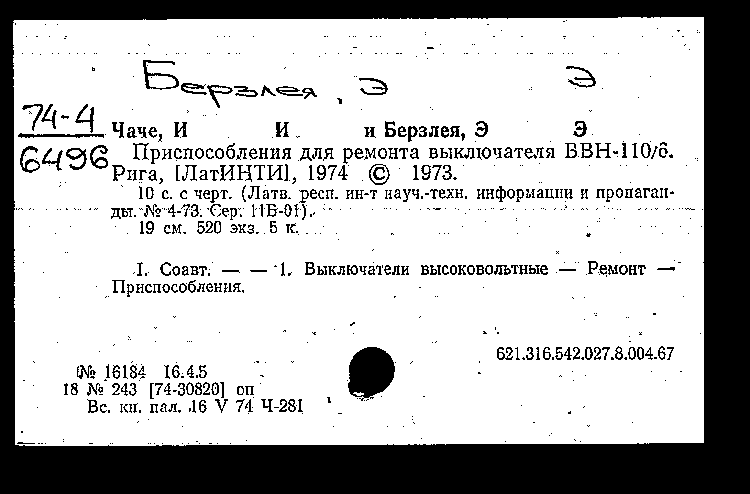 Берзлея, Э Э
74-4
6496
Чаче, И И и Берзлея, Э Э
Приспособления для ремонта выключателя ВВН-110/6.
Рига, [ЛатИНТИ], 1974 © 1973.
10 с. с черт. (Латв. респ. ин-т науч.-техн. информации и пропаган-
ды. № 4-73. Сер. 11В-01).
19 см. 520 экз. 5 к.
I. Соавт. — — 1. Выключатели высоковольтные — Ремонт —
Приспособления.
621.316.542.027.8.004.67
№ 16184 16.4.5
18 № 243 [74-30820] оп
Вс. кн. пал. 16 V 74 Ч-281